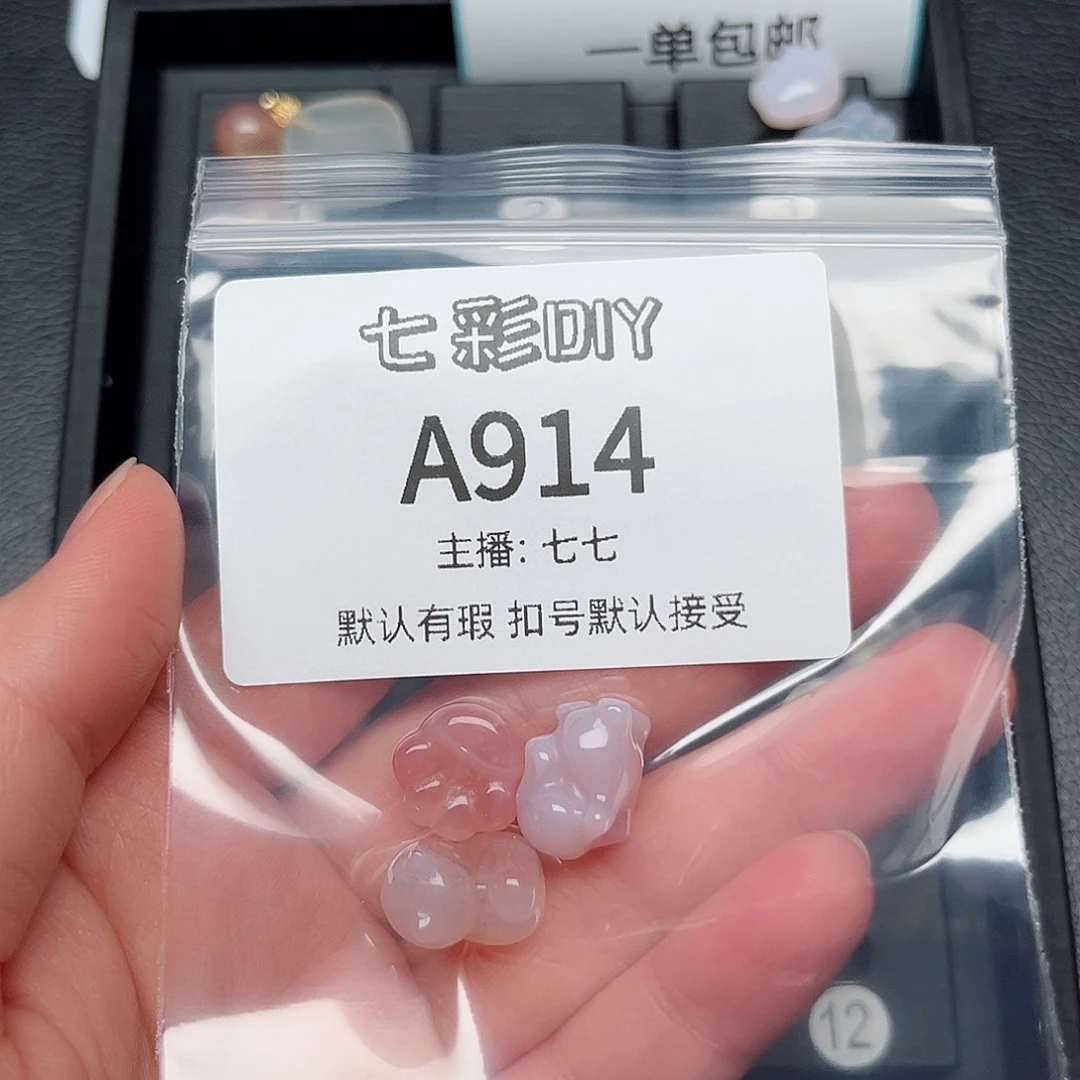 一单包邮
七彩DIY
A914
主播: 七七
默认有瑕 扣号默认接受
12